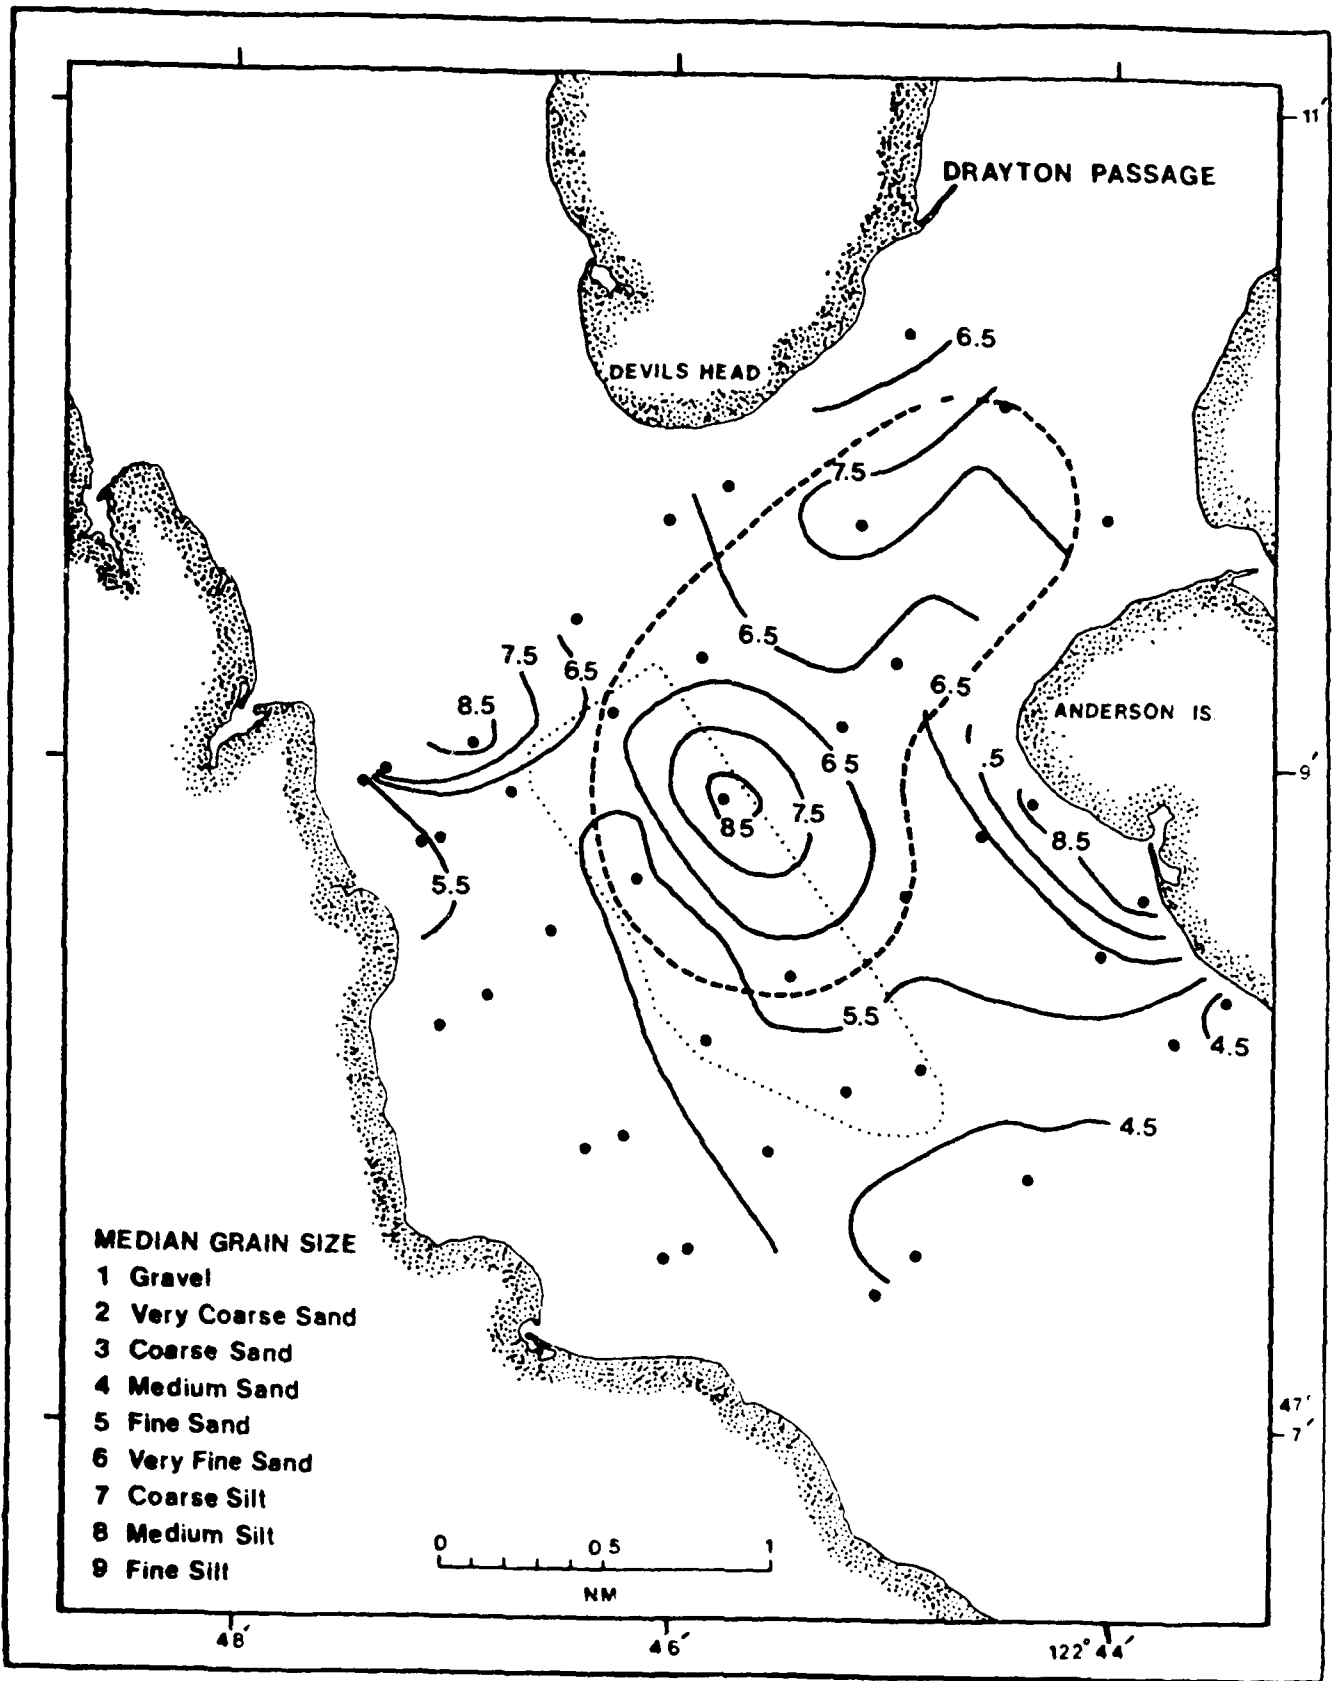 11′
DRAYTON PASSAGE
6.5
DEVILS HEAD
7.5
6.5
7.5
6.5
6.5
8.5
ANDERSON IS
6 5
.5
9′
7.5
8 5
8.5
5.5
5.5
4.5
4.5
MEDIAN GRAIN SIZE
1 Gravel
2 Very Coarse Sand
3 Coarse Sand
4 Medium Sand
5 Fine Sand
6 Very Fine Sand
7 Coarse Silt
8 Medium Silt
9 Fine Silt
47′
7′
0 0 5 1
NM
48′ 46′ 122° 44′